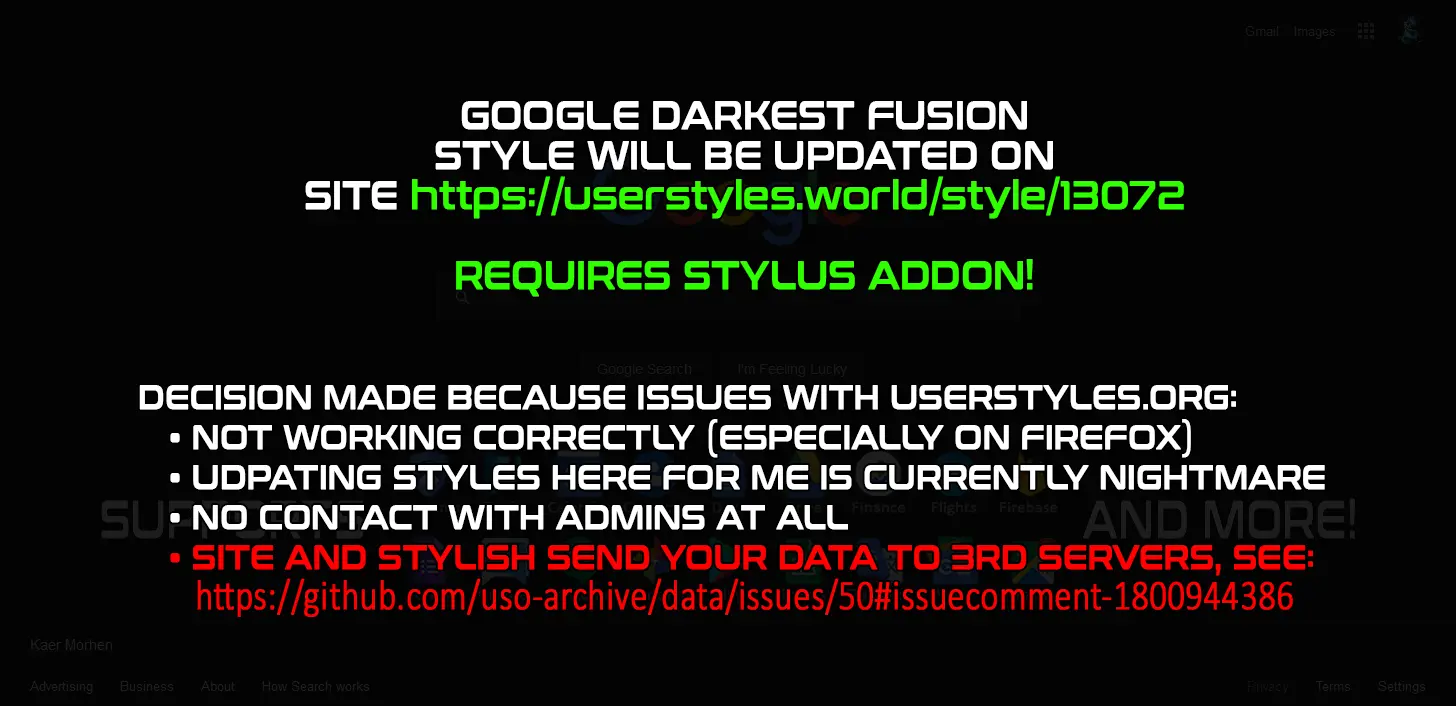 Gmail Images
GOOGLE DARKEST FUSION
STYLE WILL BE UPDATED ON
SITE https://userstyles.world/style/13072
Google
REQUIRES STYLUS ADDON!
Google Search I'm Feeling Lucky
DECISION MADE BECAUSE ISSUES WITH USERSTYLES.ORG:
• NOT WORKING CORRECTLY (ESPECIALLY ON FIREFOX)
• UDPATING STYLES HERE FOR ME IS CURRENTLY NIGHTMARE
Finance Flights Firebase
SUPPORTS AND MORE!
• NO CONTACT WITH ADMINS AT ALL
• SITE AND STYLISH SEND YOUR DATA TO 3RD SERVERS, SEE:
https://github.com/uso-archive/data/issues/50#issuecomment-1800944386
Kaer Morhen
Advertising Business About How Search works Privacy Terms Settings